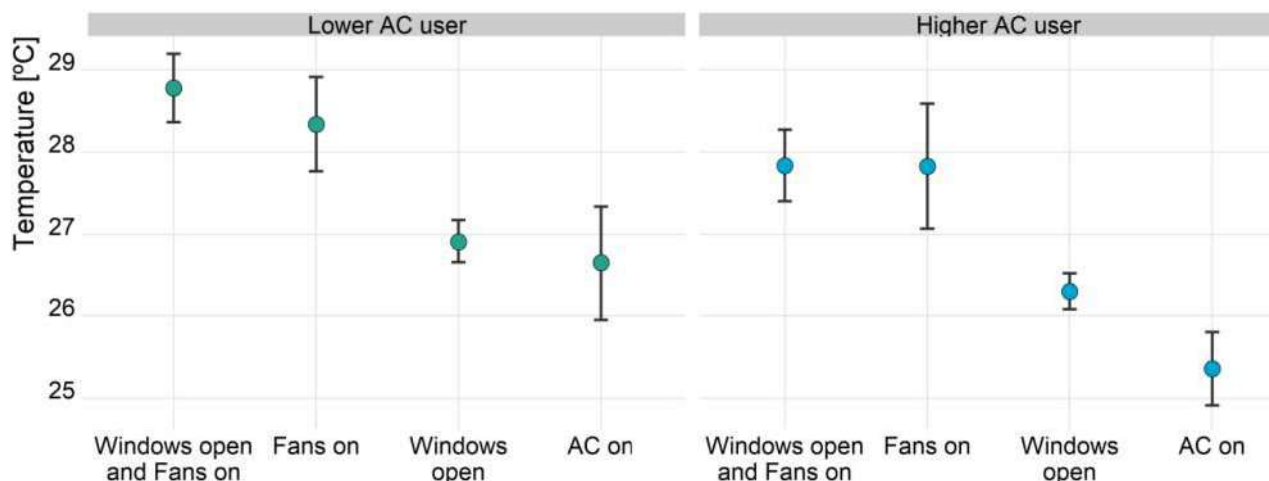 Lower AC user
Higher AC user
Temperature [ºC]
29
28
27
26
25
Windows open
and Fans on
Fans on
Windows
open
AC on
Windows open
and Fans on
Fans on
Windows
open
AC on